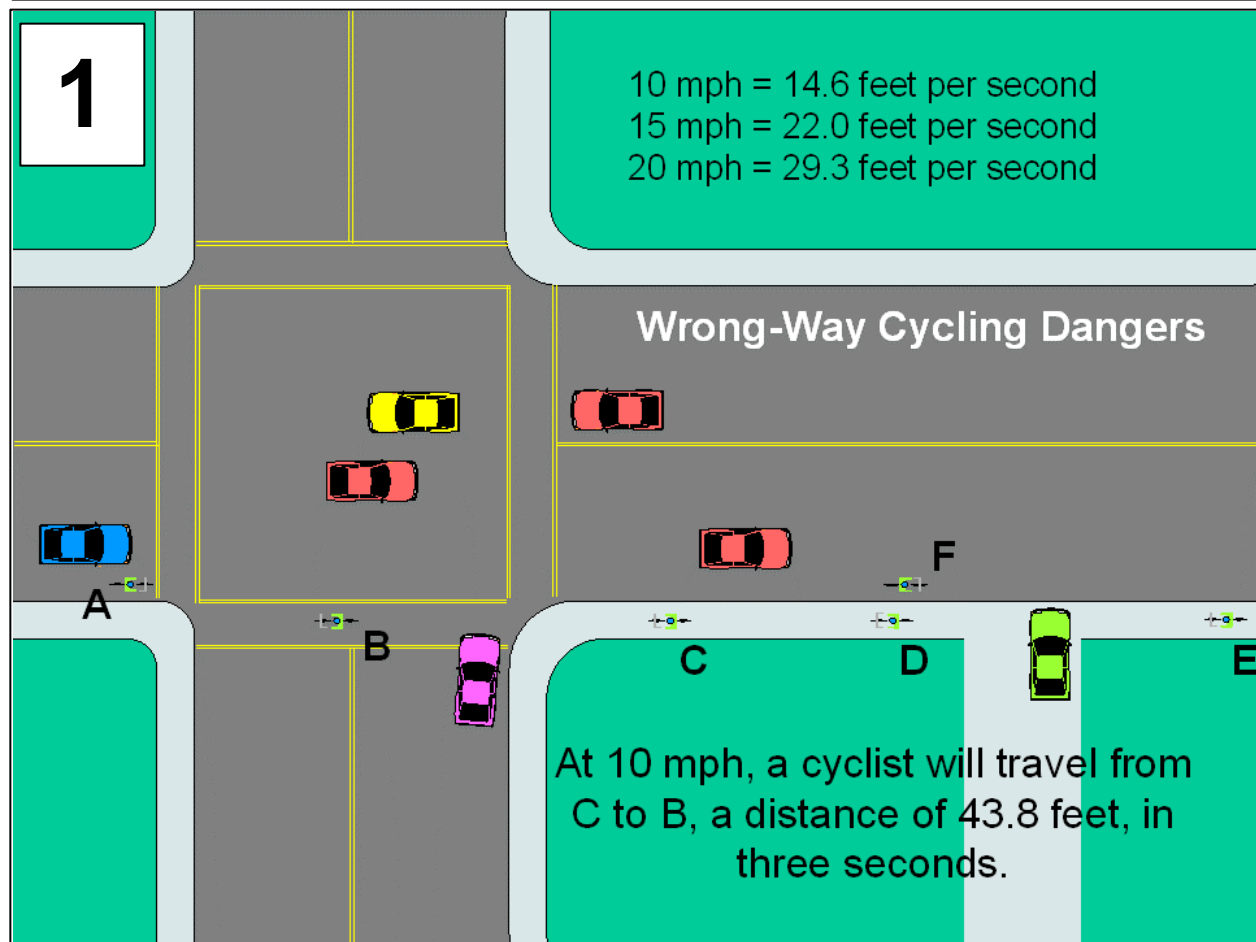 1
10 mph = 14.6 feet per second
15 mph = 22.0 feet per second
20 mph = 29.3 feet per second
Wrong-Way Cycling Dangers
F
A
B
C
D
E
At 10 mph, a cyclist will travel from
C to B, a distance of 43.8 feet, in
three seconds.